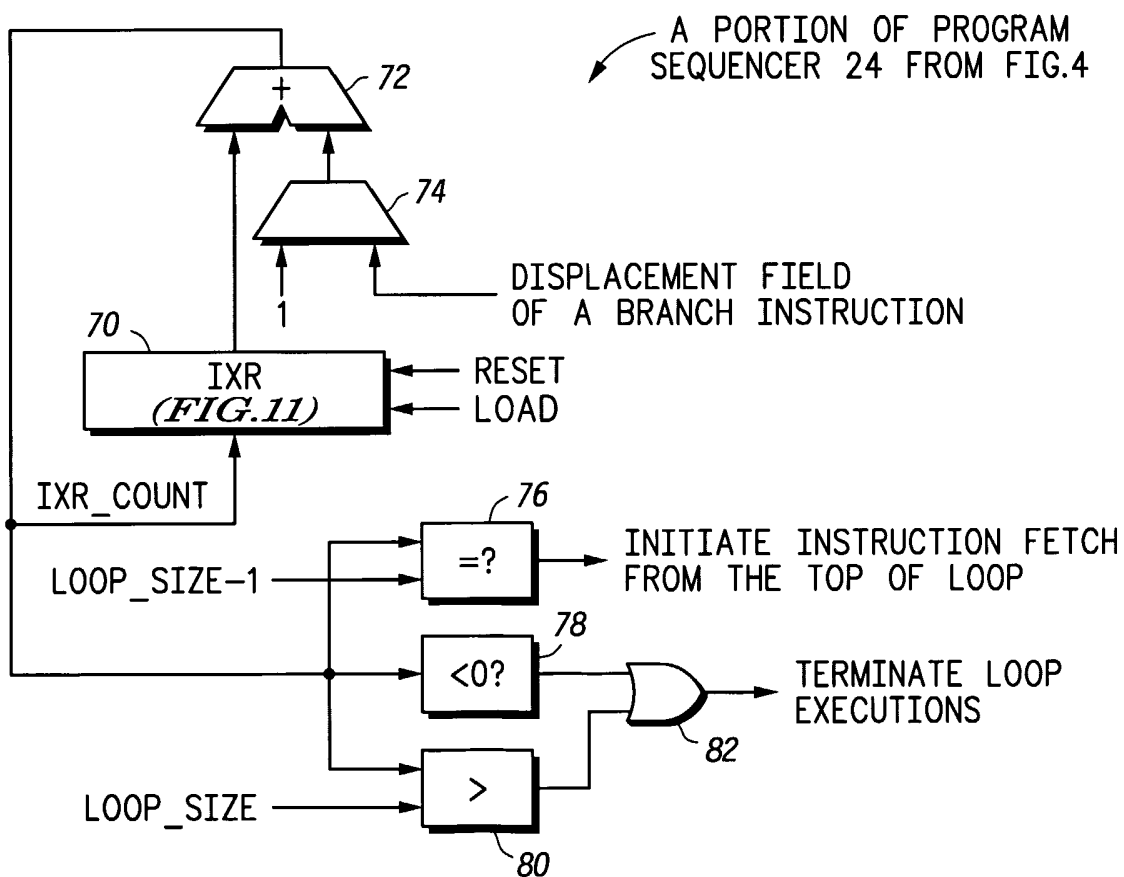 A PORTION OF PROGRAM
SEQUENCER 24 FROM FIG.4
72
+
74
1
DISPLACEMENT FIELD
OF A BRANCH INSTRUCTION
70
IXR
(FIG.11)
RESET
LOAD
IXR_COUNT
76
=?
INITIATE INSTRUCTION FETCH
FROM THE TOP OF LOOP
LOOP_SIZE-1
78
<0?
TERMINATE LOOP
EXECUTIONS
82
>
LOOP_SIZE
80